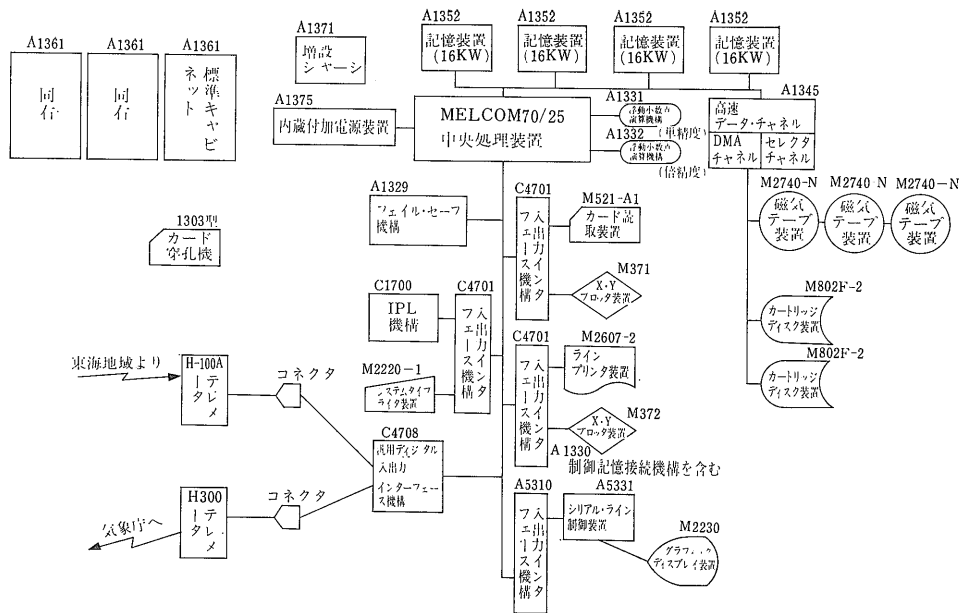 A1361
同右
A1361
同右
A1361
標準キャビ
ネット
A1371
増設
シャーシ
A1375
内蔵付加電源装置
A1352
記憶装置
(16KW)
A1352
記憶装置
(16KW)
A1352
記憶装置
(16KW)
A1352
記憶装置
(16KW)
MELCOM70/25
中央処理装置
A1331
浮動小数点
演算機構
(単精度)
A1332
浮動小数点
演算機構
(倍精度)
A1345
高速
データ・チャネル
DMA
チャネル
セレクタ
チャネル
M2740-N
磁気
テープ
装置
M2740-N
磁気
テープ
装置
M2740-N
磁気
テープ
装置
M802F-2
カートリッジ
ディスク装置
M802F-2
カートリッジ
ディスク装置
A1329
フェイル・セーフ
機構
1303型
カード
穿孔機
C4701
入出力インタ
フェース機構
M521-A1
カード読
取装置
M371
X・Y
プロッタ装置
C1700
IPL
機構
C4701
入出力インタ
フェース機構
M2220-1
システムタイプ
ライタ装置
C4701
入出力インタ
フェース機構
M2607-2
ライン
プリンタ装置
M372
X・Y
プロッタ装置
A1330
制御記憶接続機構を含む
東海地域より
H-100A
テレメ
ータ
コネクタ
C4708
汎用ディジタル
入出力
インターフェー
ス機構
気象庁へ
H300
テレメ
ータ
コネクタ
A5310
入出力インタ
フェース機構
A5331
シリアル・ライン
制御装置
M2230
グラフィック
ディスプレイ装置